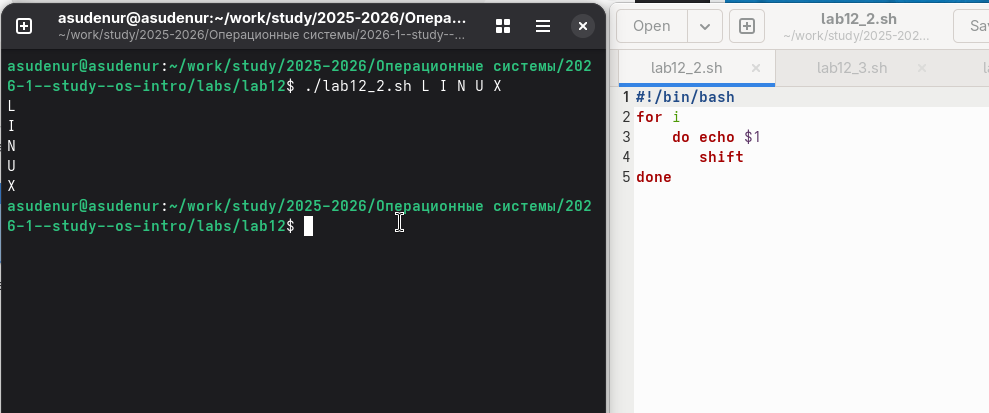 asudenur@asudenur:~/work/study/2025-2026/Опера...
~/work/study/2025-2026/Операционные системы/2026-1--study--...
asudenur@asudenur:~/work/study/2025-2026/Операционные системы/202
6-1--study--os-intro/labs/lab12$ ./lab12_2.sh L I N U X
L
I
N
U
X
asudenur@asudenur:~/work/study/2025-2026/Операционные системы/202
6-1--study--os-intro/labs/lab12$
Open
lab12_2.sh
~/work/study/2025-202...
Sav
lab12_2.sh
lab12_3.sh
1 #!/bin/bash
2 for i
3     do echo $1
4        shift
5 done